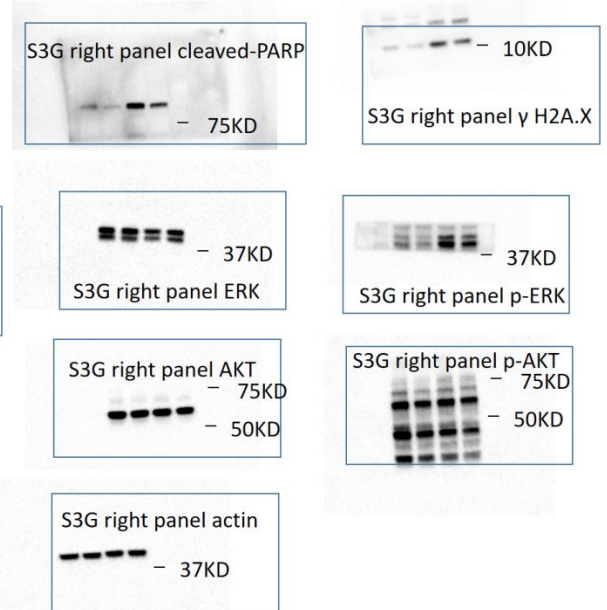 S3G right panel cleaved-PARP
– 75KD
– 10KD
S3G right panel γ H2A.X
– 37KD
S3G right panel ERK
– 37KD
S3G right panel p-ERK
S3G right panel AKT
– 75KD
– 50KD
S3G right panel p-AKT
– 75KD
– 50KD
S3G right panel actin
– 37KD